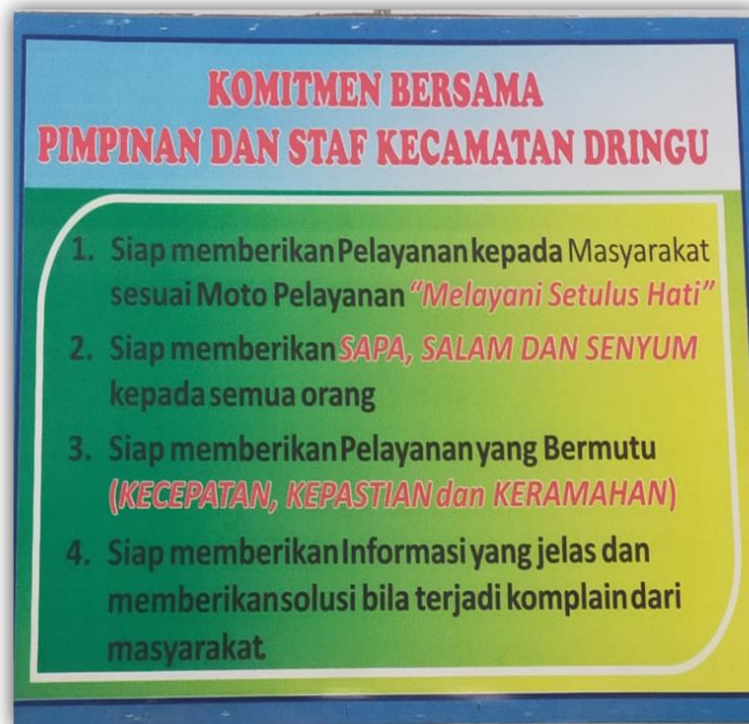 KOMITMEN BERSAMA
PIMPINAN DAN STAF KECAMATAN DRINGU
1. Siap memberikan Pelayanan kepada Masyarakat
sesuai Moto Pelayanan "Melayani Setulus Hati"
2. Siap memberikan SAPA, SALAM DAN SENYUM
kepada semua orang
3. Siap memberikan Pelayanan yang Bermutu
(KECEPATAN, KEPASTIAN dan KERAMAHAN)
4. Siap memberikan Informasi yang jelas dan
memberikan solusi bila terjadi komplain dari
masyarakat.